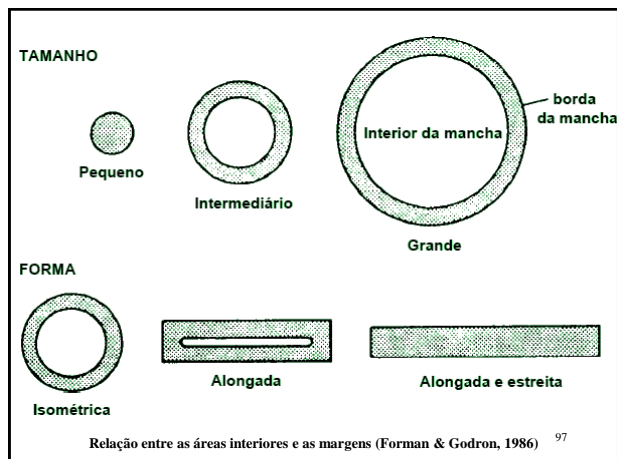 TAMANHO
borda
da mancha
Interior da mancha
Pequeno
Intermediário
Grande
FORMA
Isométrica
Alongada
Alongada e estreita
Relação entre as áreas interiores e as margens (Forman & Godron, 1986)
97